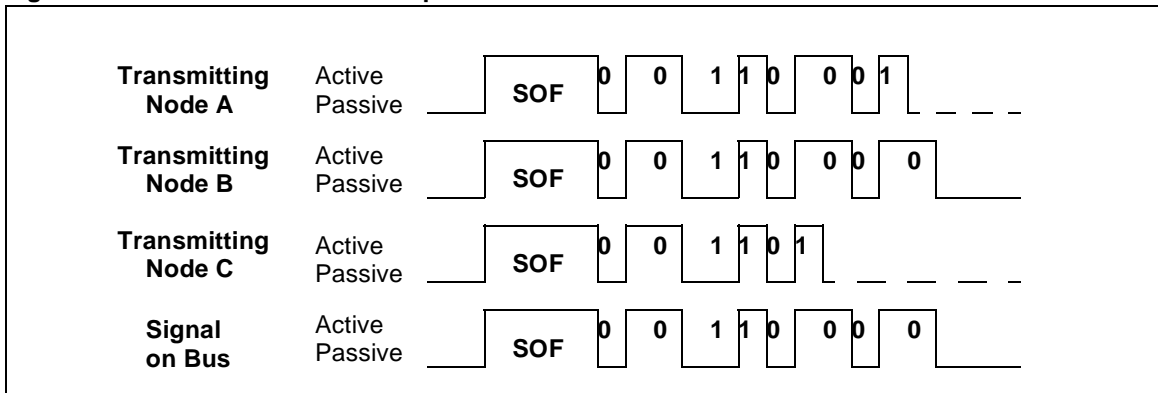 Transmitting
Node A
Active
Passive
SOF 0 0 1 1 0 0 0 1
Transmitting
Node B
Active
Passive
SOF 0 0 1 1 0 0 0 0
Transmitting
Node C
Active
Passive
SOF 0 0 1 1 0 1
Signal
on Bus
Active
Passive
SOF 0 0 1 1 0 0 0 0